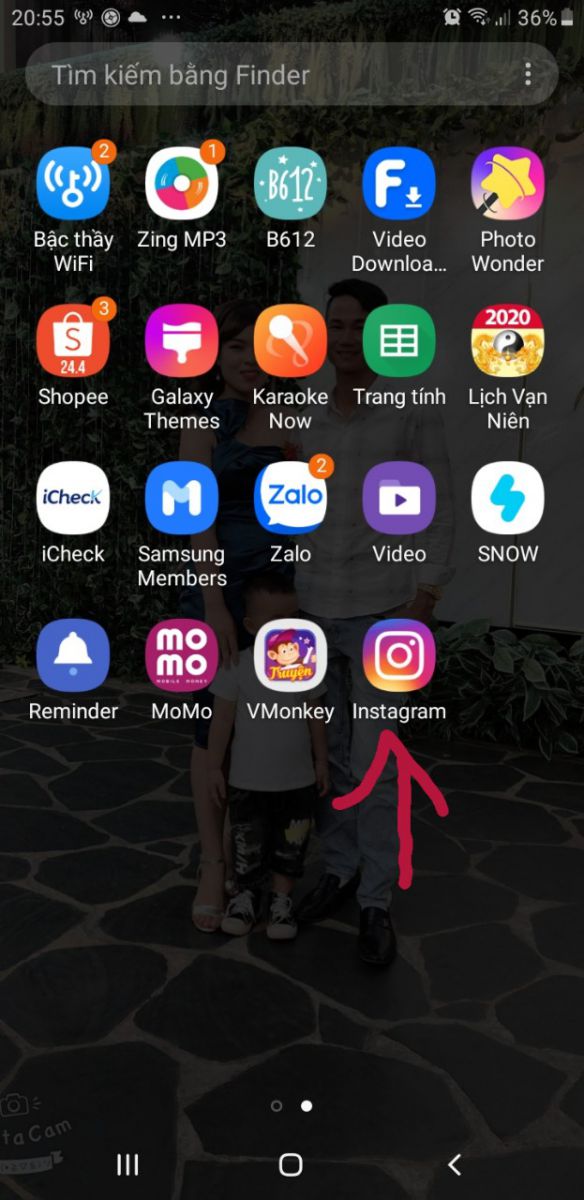 20:55
36%
Tìm kiếm bằng Finder
2
1
B612
F
Bậc thầy
WiFi
Zing MP3
B612
Video
Downloa...
Photo
Wonder
3
S
24.4
2020
Shopee
Galaxy
Themes
Karaoke
Now
Trang tính
Lịch Vạn
Niên
2
iCheck
Zalo
iCheck
Samsung
Members
Zalo
Video
SNOW
mo
mo
MOBILE MONEY
Truyện
Reminder
MoMo
VMonkey
Instagram
taCam